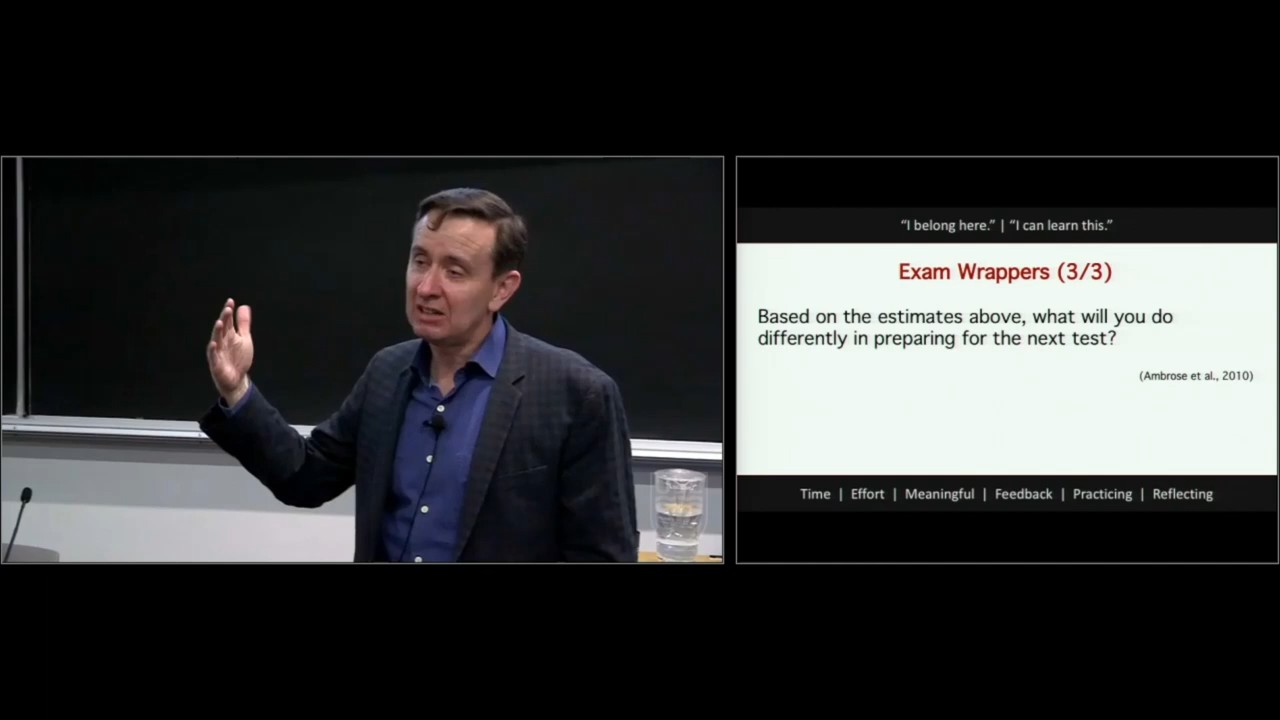 “I belong here.” | “I can learn this.”
Exam Wrappers (3/3)
Based on the estimates above, what will you do
differently in preparing for the next test?
(Ambrose et al., 2010)
Time | Effort | Meaningful | Feedback | Practicing | Reflecting